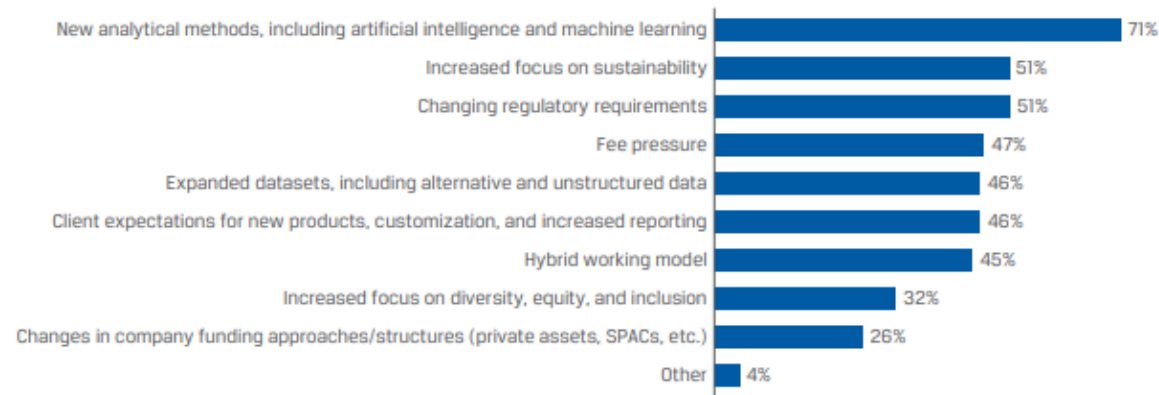 New analytical methods, including artificial intelligence and machine learning 71%
Increased focus on sustainability 51%
Changing regulatory requirements 51%
Fee pressure 47%
Expanded datasets, including alternative and unstructured data 46%
Client expectations for new products, customization, and increased reporting 46%
Hybrid working model 45%
Increased focus on diversity, equity, and inclusion 32%
Changes in company funding approaches/structures (private assets, SPACs, etc.) 26%
Other 4%